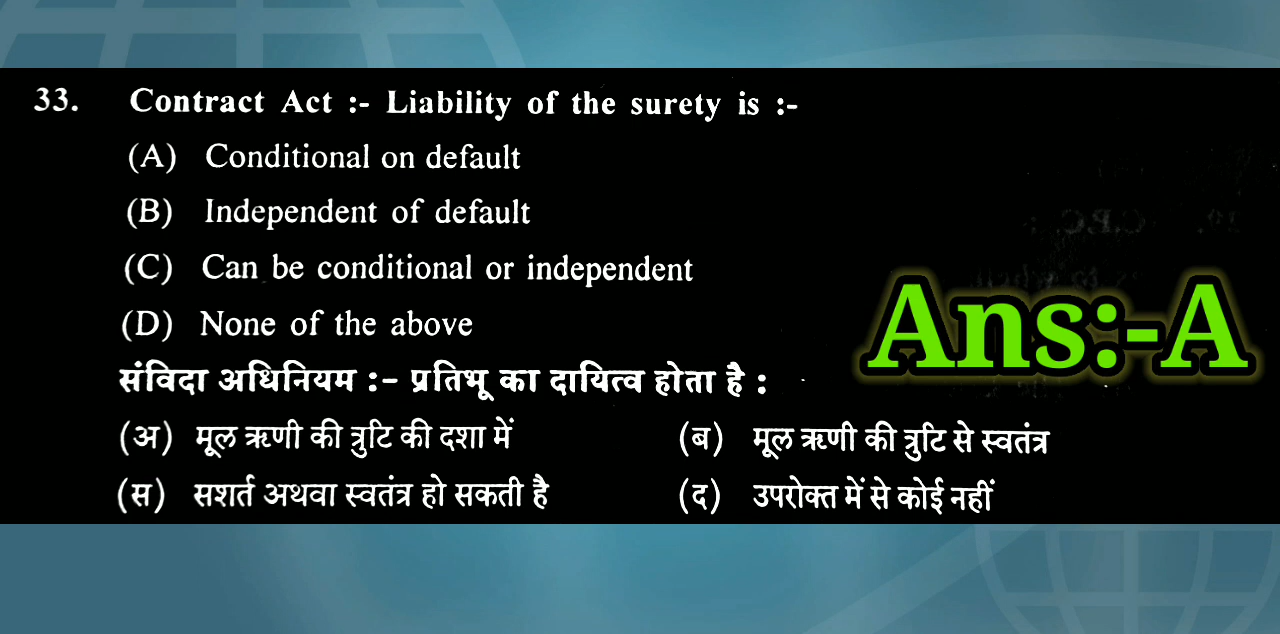 33. Contract Act :- Liability of the surety is :-
(A) Conditional on default
(B) Independent of default
(C) Can be conditional or independent
(D) None of the above
Ans:-A
संविदा अधिनियम :- प्रतिभू का दायित्व होता है :
(अ) मूल ऋणी की त्रुटि की दशा में (ब) मूल ऋणी की त्रुटि से स्वतंत्र
(स) सशर्त अथवा स्वतंत्र हो सकती है (द) उपरोक्त में से कोई नहीं